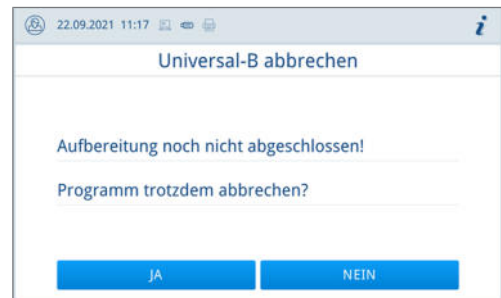 22.09.2021 11:17
i
Universal-B abbrechen
Aufbereitung noch nicht abgeschlossen!
Programm trotzdem abbrechen?
JA
NEIN